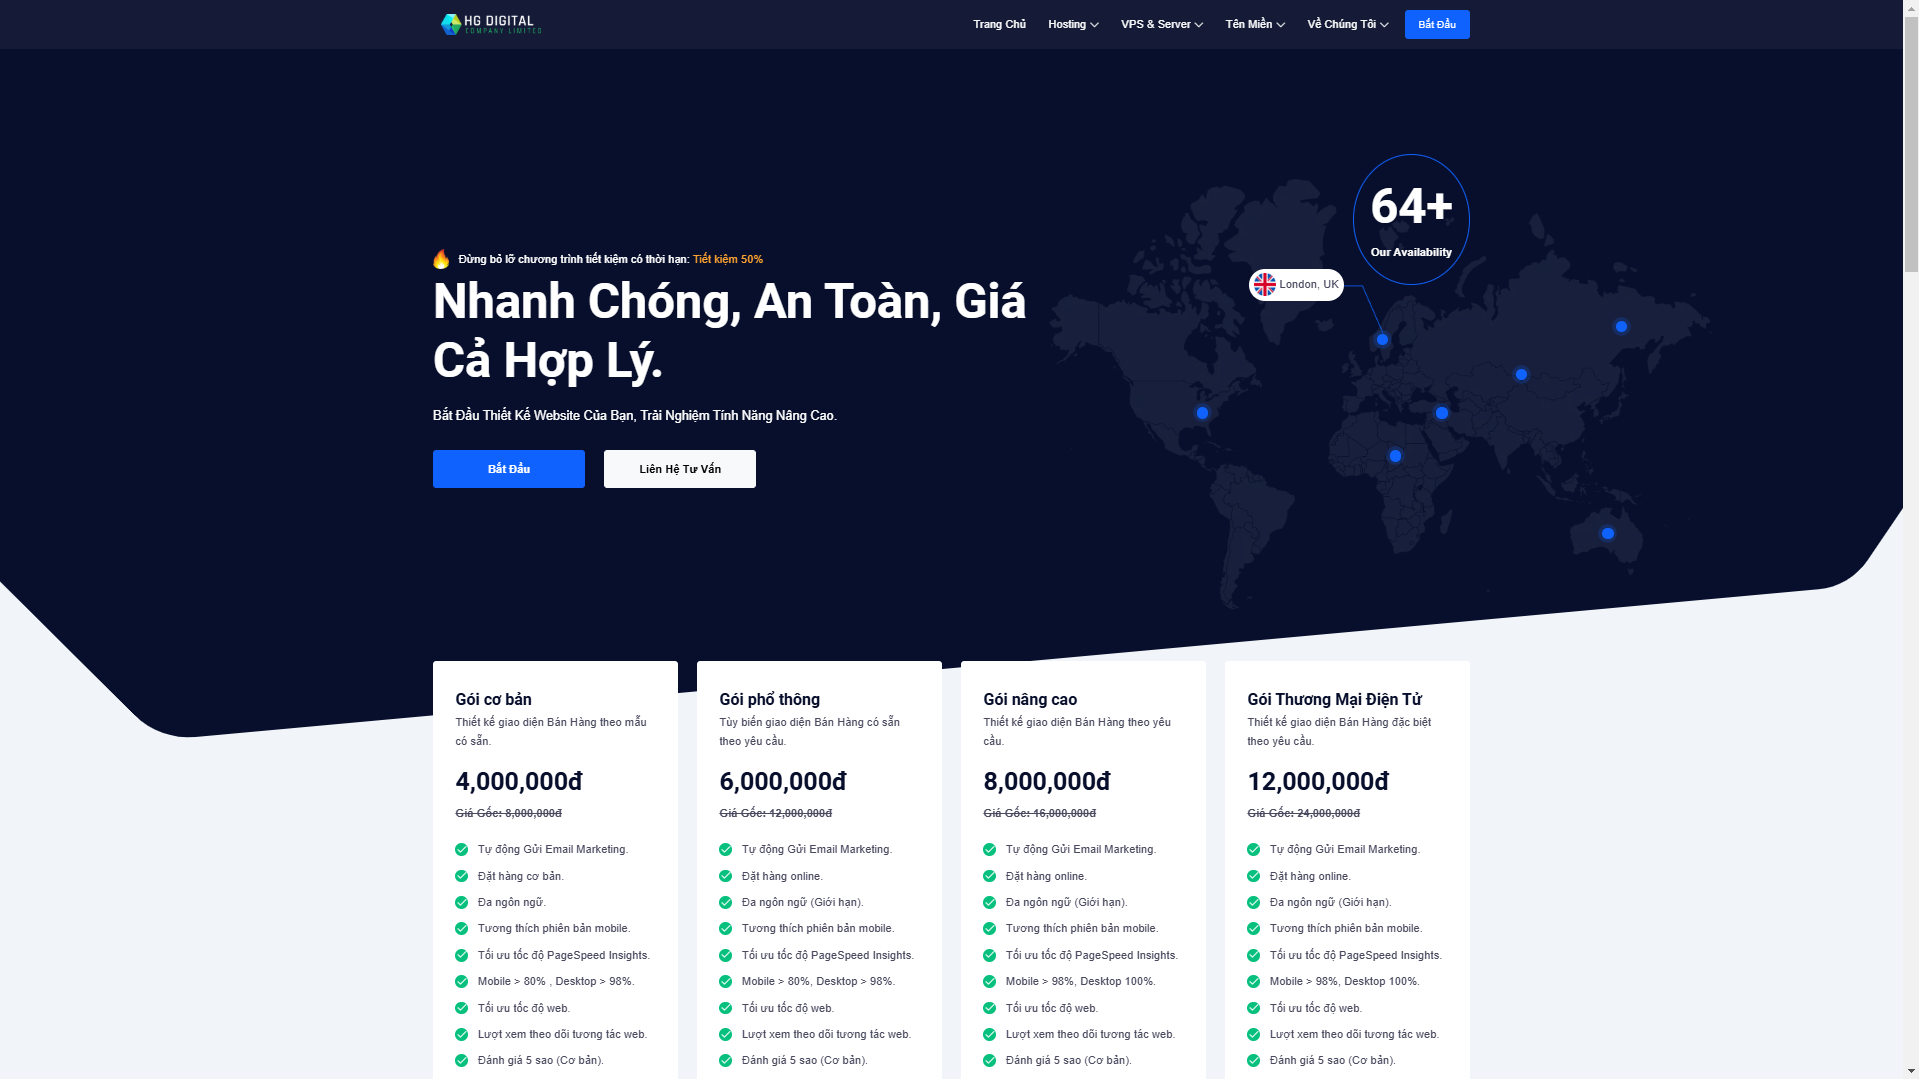 HG DIGITAL
COMPANY LIMITED
Trang Chủ
Hosting
VPS & Server
Tên Miền
Về Chúng Tôi
Bắt Đầu
64+
Our Availability
London, UK
Đừng bỏ lỡ chương trình tiết kiệm có thời hạn: Tiết kiệm 50%
Nhanh Chóng, An Toàn, Giá
Cả Hợp Lý.
Bắt Đầu Thiết Kế Website Của Bạn, Trải Nghiệm Tính Năng Nâng Cao.
Bắt Đầu
Liên Hệ Tư Vấn
Gói cơ bản
Thiết kế giao diện Bán Hàng theo mẫu
có sẵn.
4,000,000đ
Giá Gốc: 8,000,000đ
Tự động Gửi Email Marketing.
Đặt hàng cơ bản.
Đa ngôn ngữ.
Tương thích phiên bản mobile.
Tối ưu tốc độ PageSpeed Insights.
Mobile > 80% , Desktop > 98%.
Tối ưu tốc độ web.
Lượt xem theo dõi tương tác web.
Đánh giá 5 sao (Cơ bản).
Gói phổ thông
Tùy biến giao diện Bán Hàng có sẵn
theo yêu cầu.
6,000,000đ
Giá Gốc: 12,000,000đ
Tự động Gửi Email Marketing.
Đặt hàng online.
Đa ngôn ngữ (Giới hạn).
Tương thích phiên bản mobile.
Tối ưu tốc độ PageSpeed Insights.
Mobile > 80%, Desktop > 98%.
Tối ưu tốc độ web.
Lượt xem theo dõi tương tác web.
Đánh giá 5 sao (Cơ bản).
Gói nâng cao
Thiết kế giao diện Bán Hàng theo yêu
cầu.
8,000,000đ
Giá Gốc: 16,000,000đ
Tự động Gửi Email Marketing.
Đặt hàng online.
Đa ngôn ngữ (Giới hạn).
Tương thích phiên bản mobile.
Tối ưu tốc độ PageSpeed Insights.
Mobile > 98%, Desktop 100%.
Tối ưu tốc độ web.
Lượt xem theo dõi tương tác web.
Đánh giá 5 sao (Cơ bản).
Gói Thương Mại Điện Tử
Thiết kế giao diện Bán Hàng đặc biệt
theo yêu cầu.
12,000,000đ
Giá Gốc: 24,000,000đ
Tự động Gửi Email Marketing.
Đặt hàng online.
Đa ngôn ngữ (Giới hạn).
Tương thích phiên bản mobile.
Tối ưu tốc độ PageSpeed Insights.
Mobile > 98%, Desktop 100%.
Tối ưu tốc độ web.
Lượt xem theo dõi tương tác web.
Đánh giá 5 sao (Cơ bản).